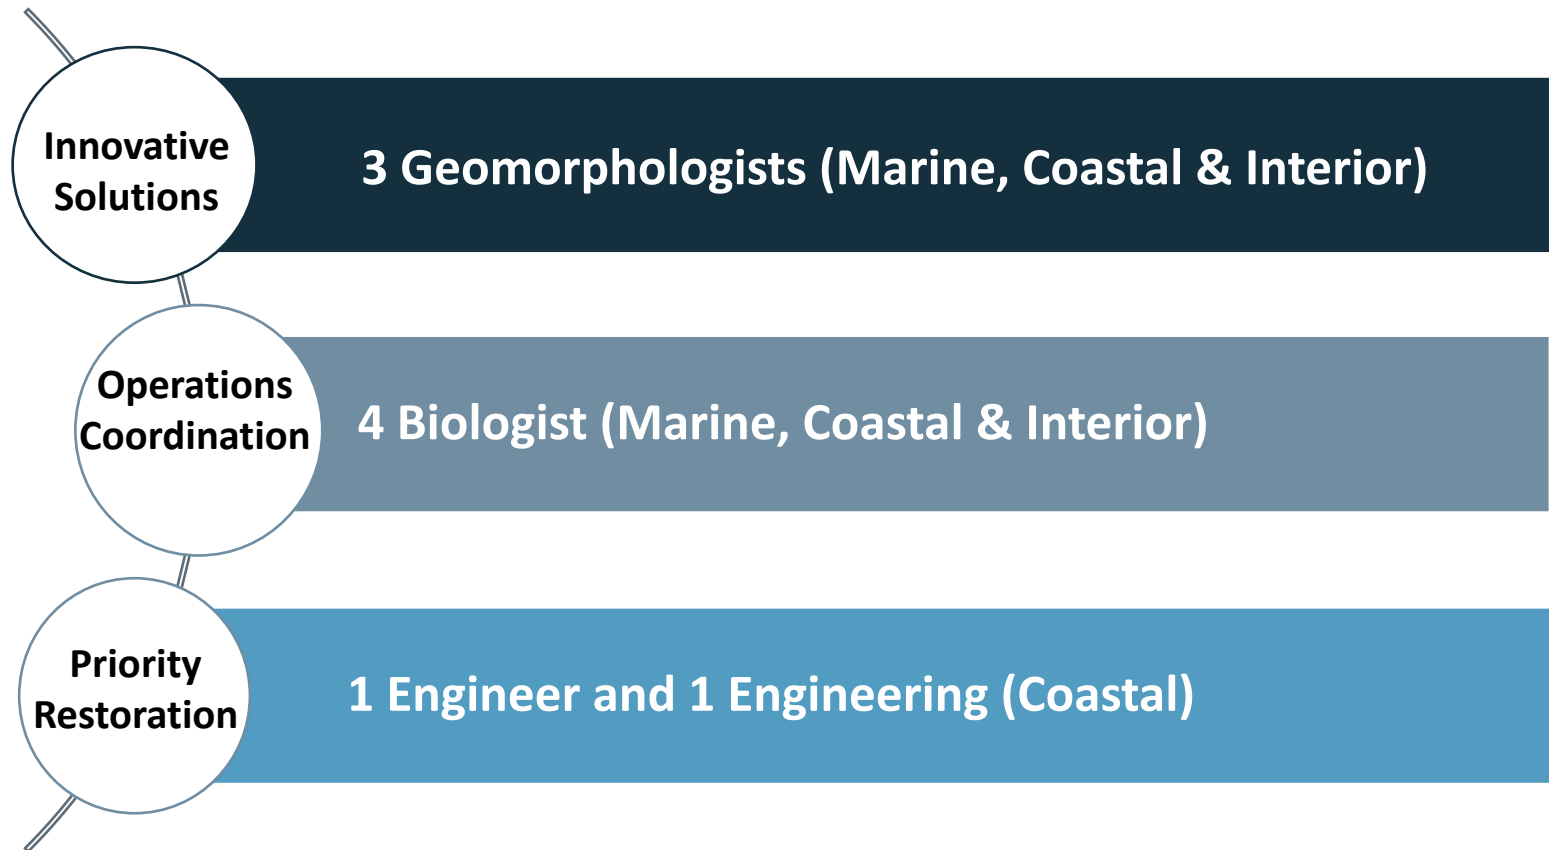 Innovative
Solutions
3 Geomorphologists (Marine, Coastal & Interior)
Operations
Coordination
4 Biologist (Marine, Coastal & Interior)
Priority
Restoration
1 Engineer and 1 Engineering (Coastal)